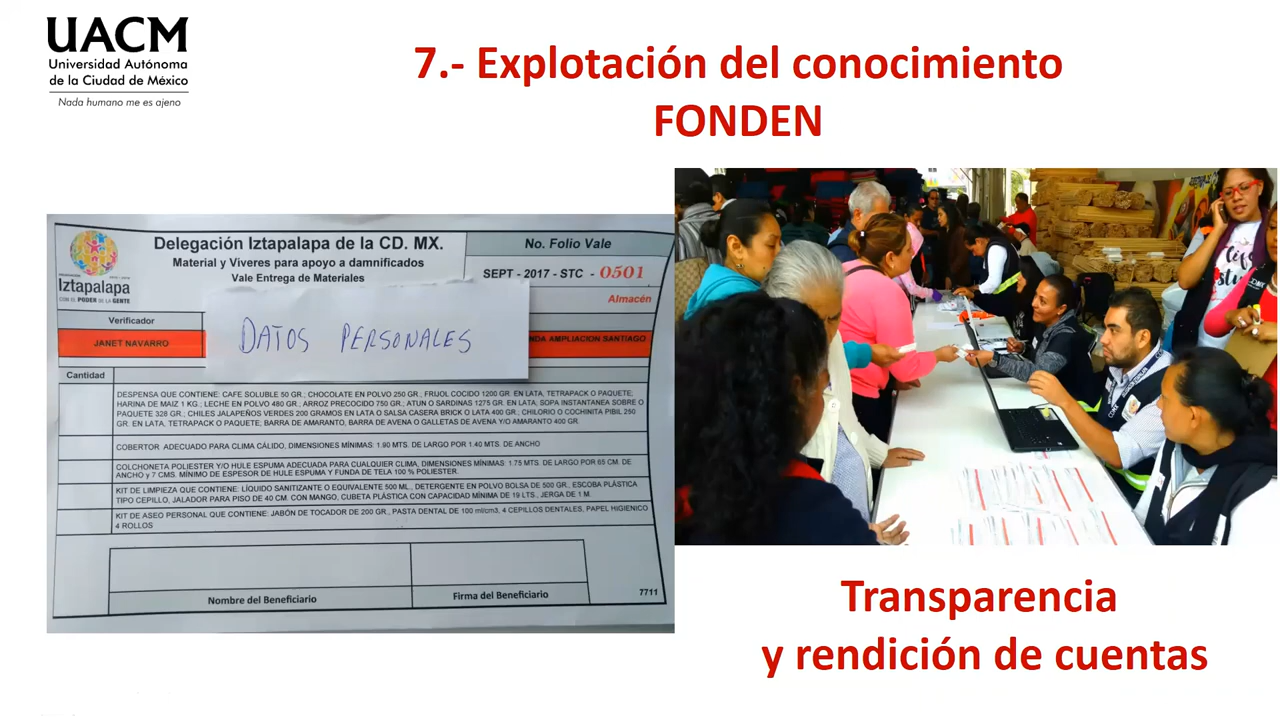 UACM
Universidad Autónoma
de la Ciudad de México
Nada humano me es ajeno
7.- Explotación del conocimiento
FONDEN
Iztapalapa
CON EL PODER DE LA GENTE
Delegación Iztapalapa de la CD. MX.
Material y Viveres para apoyo a damnificados
Vale Entrega de Materiales
No. Folio Vale
SEPT - 2017 - STC - 0501
Almacén
Verificador
JANET NAVARRO
DATOS PERSONALES
NDA AMPLIACION SANTIAGO
Cantidad
DESPENSA QUE CONTIENE: CAFE SOLUBLE 50 GR.; CHOCOLATE EN POLVO 250 GR.; FRIJOL COCIDO 1200 GR. EN LATA, TETRAPACK O PAQUETE,
HARINA DE MAIZ 1 KG.; LECHE EN POLVO 480 GR.; ARROZ PRECOCIDO 750 GR.; ATUN O SARDINAS 1275 GR. EN LATA, SOPA INSTANTANEA SOBRE O
PAQUETE 328 GR.; CHILES JALAPEÑOS VERDES 200 GRAMOS EN LATA O SALSA CASERA BRICK O LATA 400 GR.; CHILORIO O COCHINITA PIBIL 250
GR. EN LATA, TETRAPACK O PAQUETE; BARRA DE AMARANTO, BARRA DE AVENA O GALLETAS DE AVENA Y/O AMARANTO 400 GR.
COBERTOR ADECUADO PARA CLIMA CÁLIDO, DIMENSIONES MÍNIMAS: 1.90 MTS. DE LARGO POR 1.40 MTS. DE ANCHO
COLCHONETA POLIESTER Y/O HULE ESPUMA ADECUADA PARA CUALQUIER CLIMA, DIMENSIONES MÍNIMAS: 1.75 MTS. DE LARGO POR 65 CM. DE
ANCHO y 7 CMS. MÍNIMO DE ESPESOR DE HULE ESPUMA Y FUNDA DE TELA 100 % POLIESTER.
KIT DE LIMPIEZA QUE CONTIENE: LÍQUIDO SANITIZANTE O EQUIVALENTE 500 ML., DETERGENTE EN POLVO BOLSA DE 500 GR., ESCOBA PLÁSTICA
TIPO CEPILLO, JALADOR PARA PISO DE 40 CM. CON MANGO, CUBETA PLÁSTICA CON CAPACIDAD MÍNIMA DE 19 LTS., JERGA DE 1 M.
KIT DE ASEO PERSONAL QUE CONTIENE: JABÓN DE TOCADOR DE 200 GR., PASTA DENTAL DE 100 ml/cm3, 4 CEPILLOS DENTALES, PAPEL HIGIENICO
4 ROLLOS
Nombre del Beneficiario
Firma del Beneficiario
7711
Transparencia
y rendición de cuentas